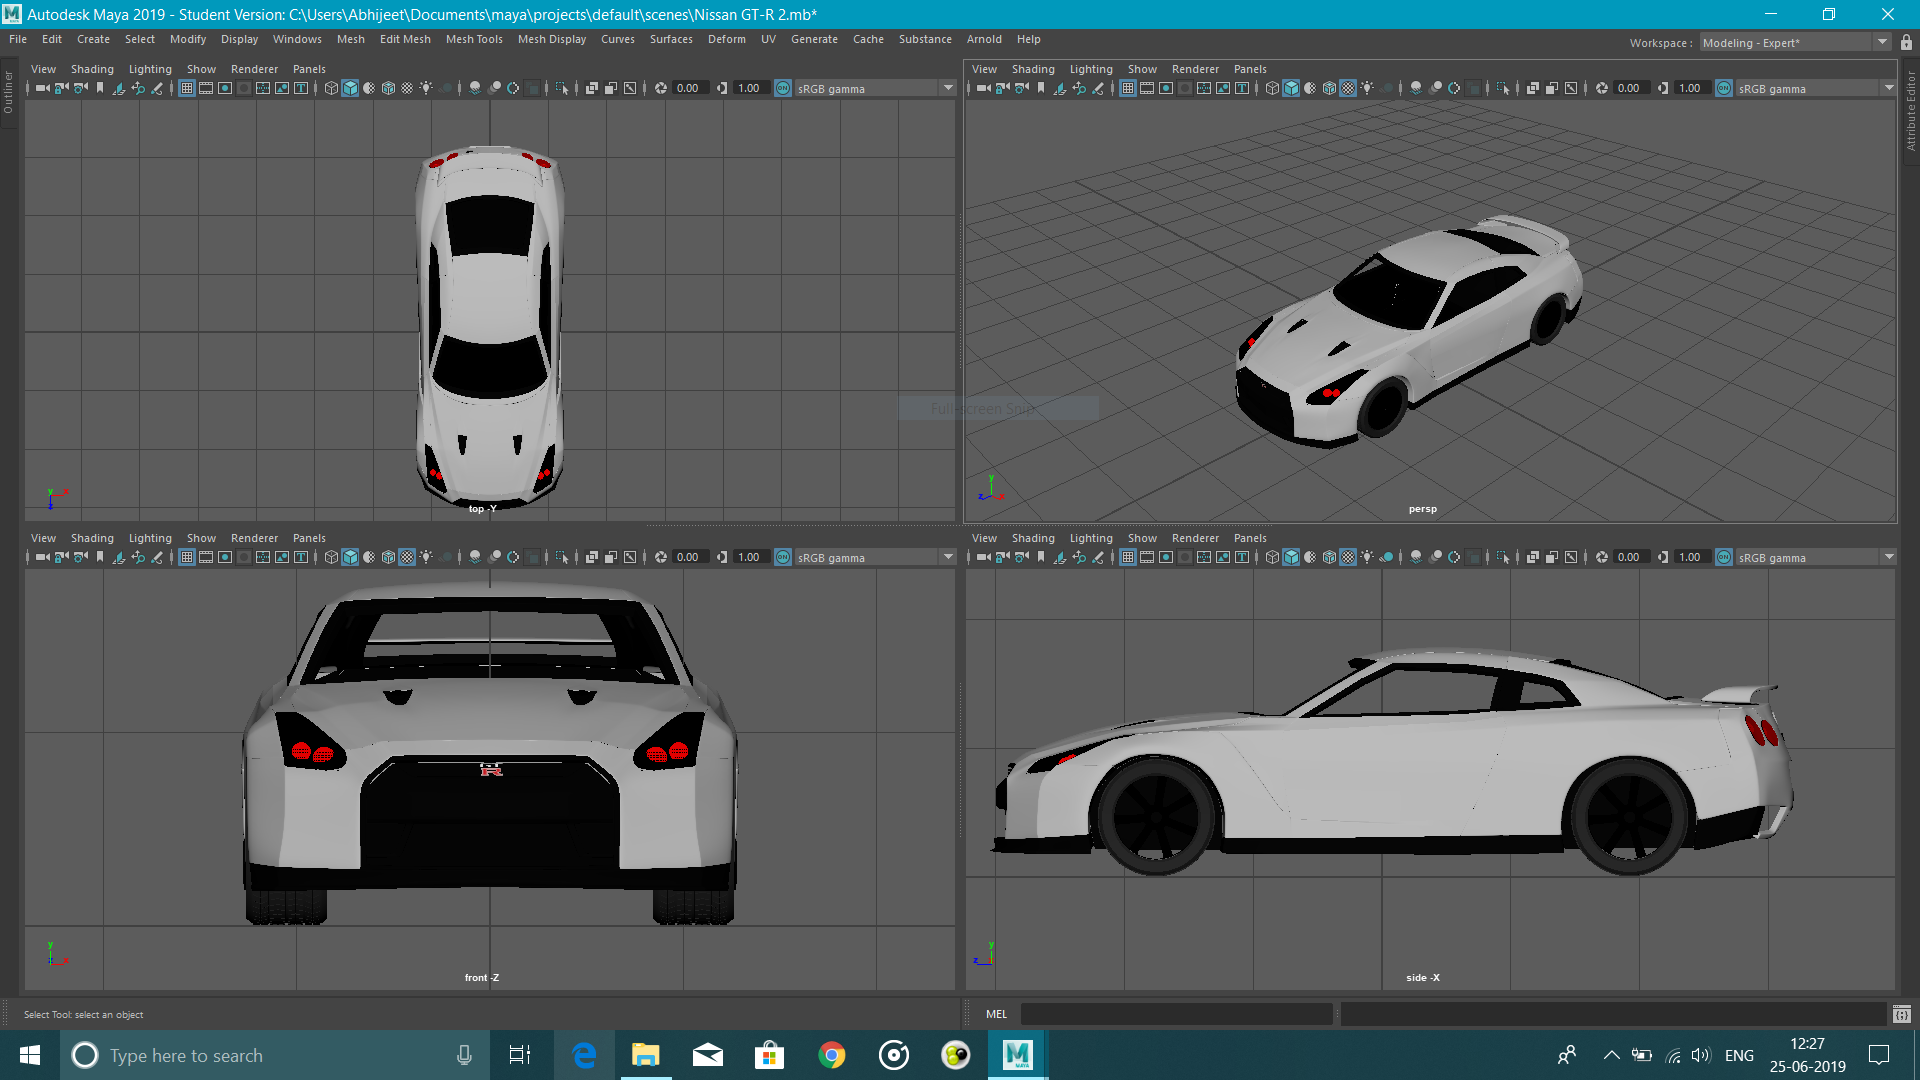 Autodesk Maya 2019 - Student Version: C:\Users\Abhijeet\Documents\maya\projects\default\scenes\Nissan GT-R 2.mb*
File Edit Create Select Modify Display Windows Mesh Edit Mesh Mesh Tools Mesh Display Curves Surfaces Deform UV Generate Cache Substance Arnold Help
Workspace : Modeling - Expert*
Outliner
Attribute Editor
View Shading Lighting Show Renderer Panels
0.00 1.00 ON sRGB gamma
top -Y
View Shading Lighting Show Renderer Panels
0.00 1.00 ON sRGB gamma
Full-screen Snip
persp
View Shading Lighting Show Renderer Panels
0.00 1.00 ON sRGB gamma
R
front -Z
View Shading Lighting Show Renderer Panels
0.00 1.00 ON sRGB gamma
side -X
Select Tool: select an object
MEL
Type here to search
MAYA
ENG
12:27
25-06-2019